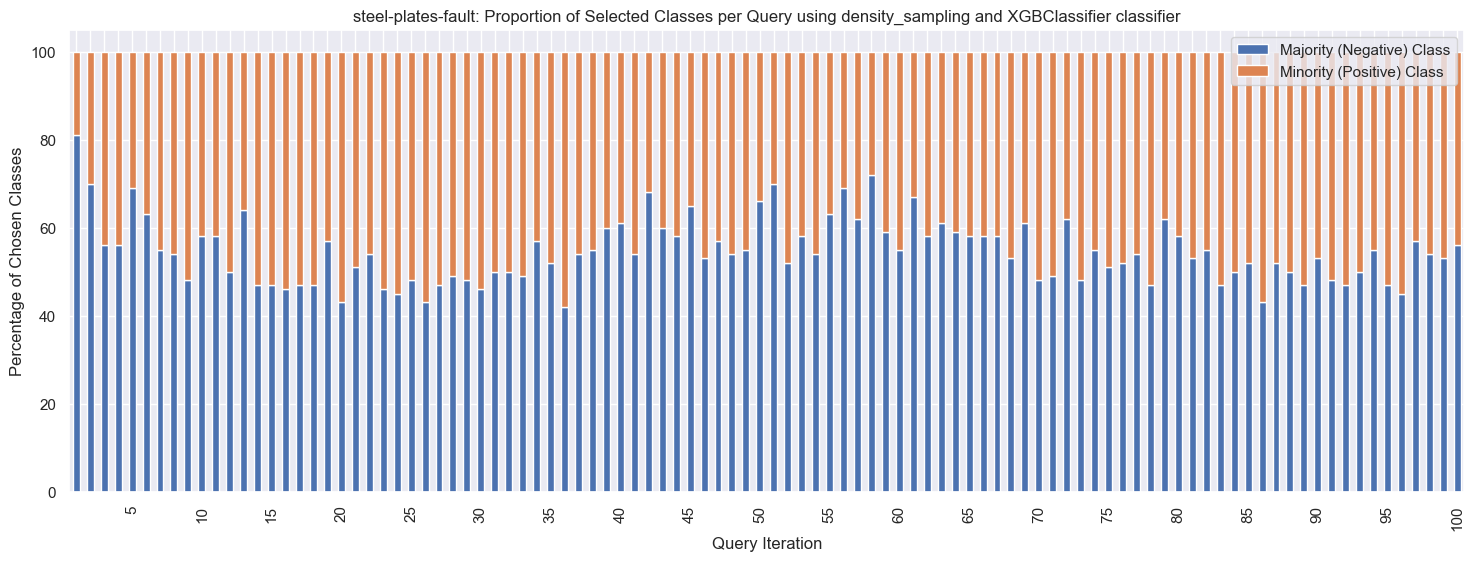 steel-plates-fault: Proportion of Selected Classes per Query using density_sampling and XGBClassifier classifier
Majority (Negative) Class
Minority (Positive) Class
Percentage of Chosen Classes
100
80
60
40
20
0
5 10 15 20 25 30 35 40 45 50 55 60 65 70 75 80 85 90 95 100
Query Iteration